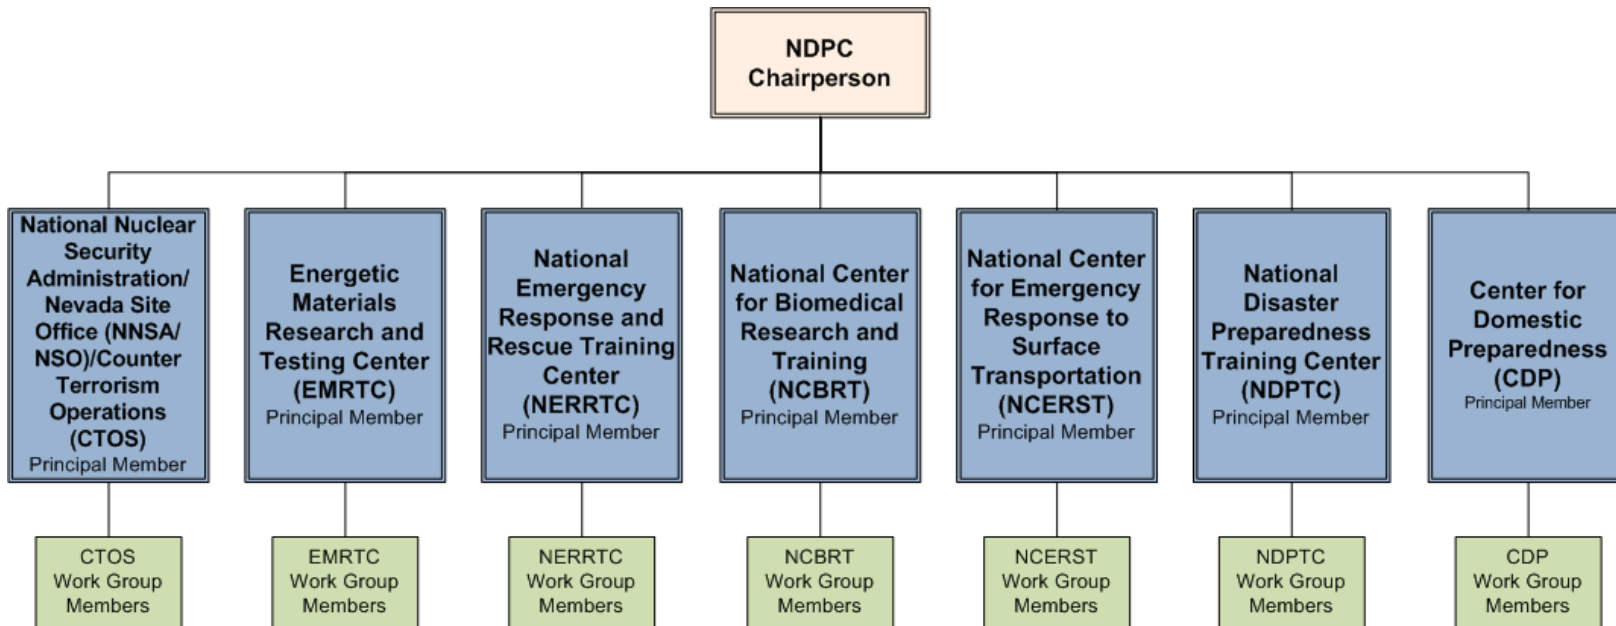 NDPC
Chairperson
National Nuclear
Security
Administration/
Nevada Site
Office (NNSA/
NSO)/Counter
Terrorism
Operations
(CTOS)
Principal Member
Energetic
Materials
Research and
Testing Center
(EMRTC)
Principal Member
National
Emergency
Response and
Rescue Training
Center
(NERRTC)
Principal Member
National Center
for Biomedical
Research and
Training
(NCBRT)
Principal Member
National Center
for Emergency
Response to
Surface
Transportation
(NCERST)
Principal Member
National
Disaster
Preparedness
Training Center
(NDPTC)
Principal Member
Center for
Domestic
Preparedness
(CDP)
Principal Member
CTOS
Work Group
Members
EMRTC
Work Group
Members
NERRTC
Work Group
Members
NCBRT
Work Group
Members
NCERST
Work Group
Members
NDPTC
Work Group
Members
CDP
Work Group
Members